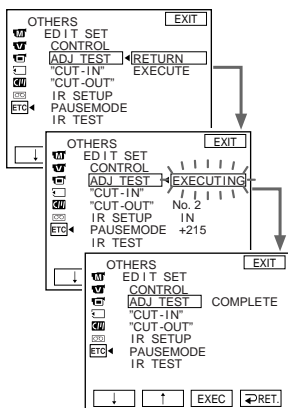 OTHERS EXIT
EDIT SET
CONTROL
ADJ TEST RETURN
"CUT-IN" EXECUTE
"CUT-OUT"
IR SETUP
ETC PAUSEMODE
IR TEST
↓
OTHERS EXIT
EDIT SET
CONTROL
ADJ TEST EXECUTING
"CUT-IN"
"CUT-OUT" No. 2
IR SETUP IN
ETC PAUSEMODE +215
IR TEST
↓
OTHERS EXIT
EDIT SET
CONTROL
ADJ TEST COMPLETE
"CUT-IN"
"CUT-OUT"
IR SETUP
ETC PAUSEMODE
IR TEST
↓ ↑ EXEC RET.